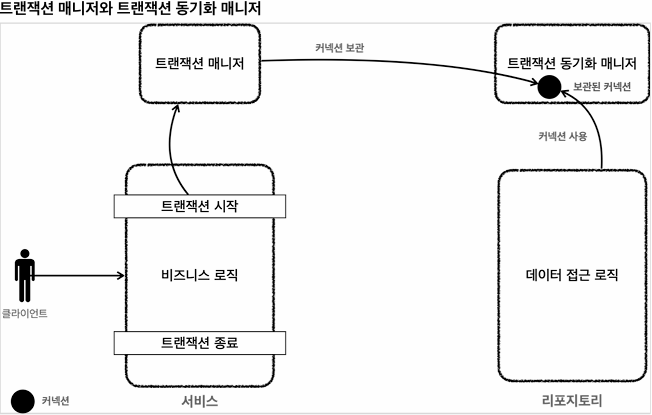 트랜잭션 매니저와 트랜잭션 동기화 매니저
트랜잭션 매니저
커넥션 보관
트랜잭션 동기화 매니저
보관된 커넥션
커넥션 사용
트랜잭션 시작
비즈니스 로직
데이터 접근 로직
클라이언트
트랜잭션 종료
커넥션
서비스
리포지토리